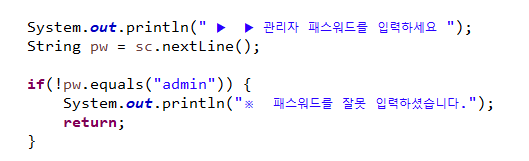 System.out.println(" ▶  ▶ 관리자 패스워드를 입력하세요 ");
String pw = sc.nextLine();
if(!pw.equals("admin")) {
System.out.println("※  패스워드를 잘못 입력하셨습니다.");
return;
}